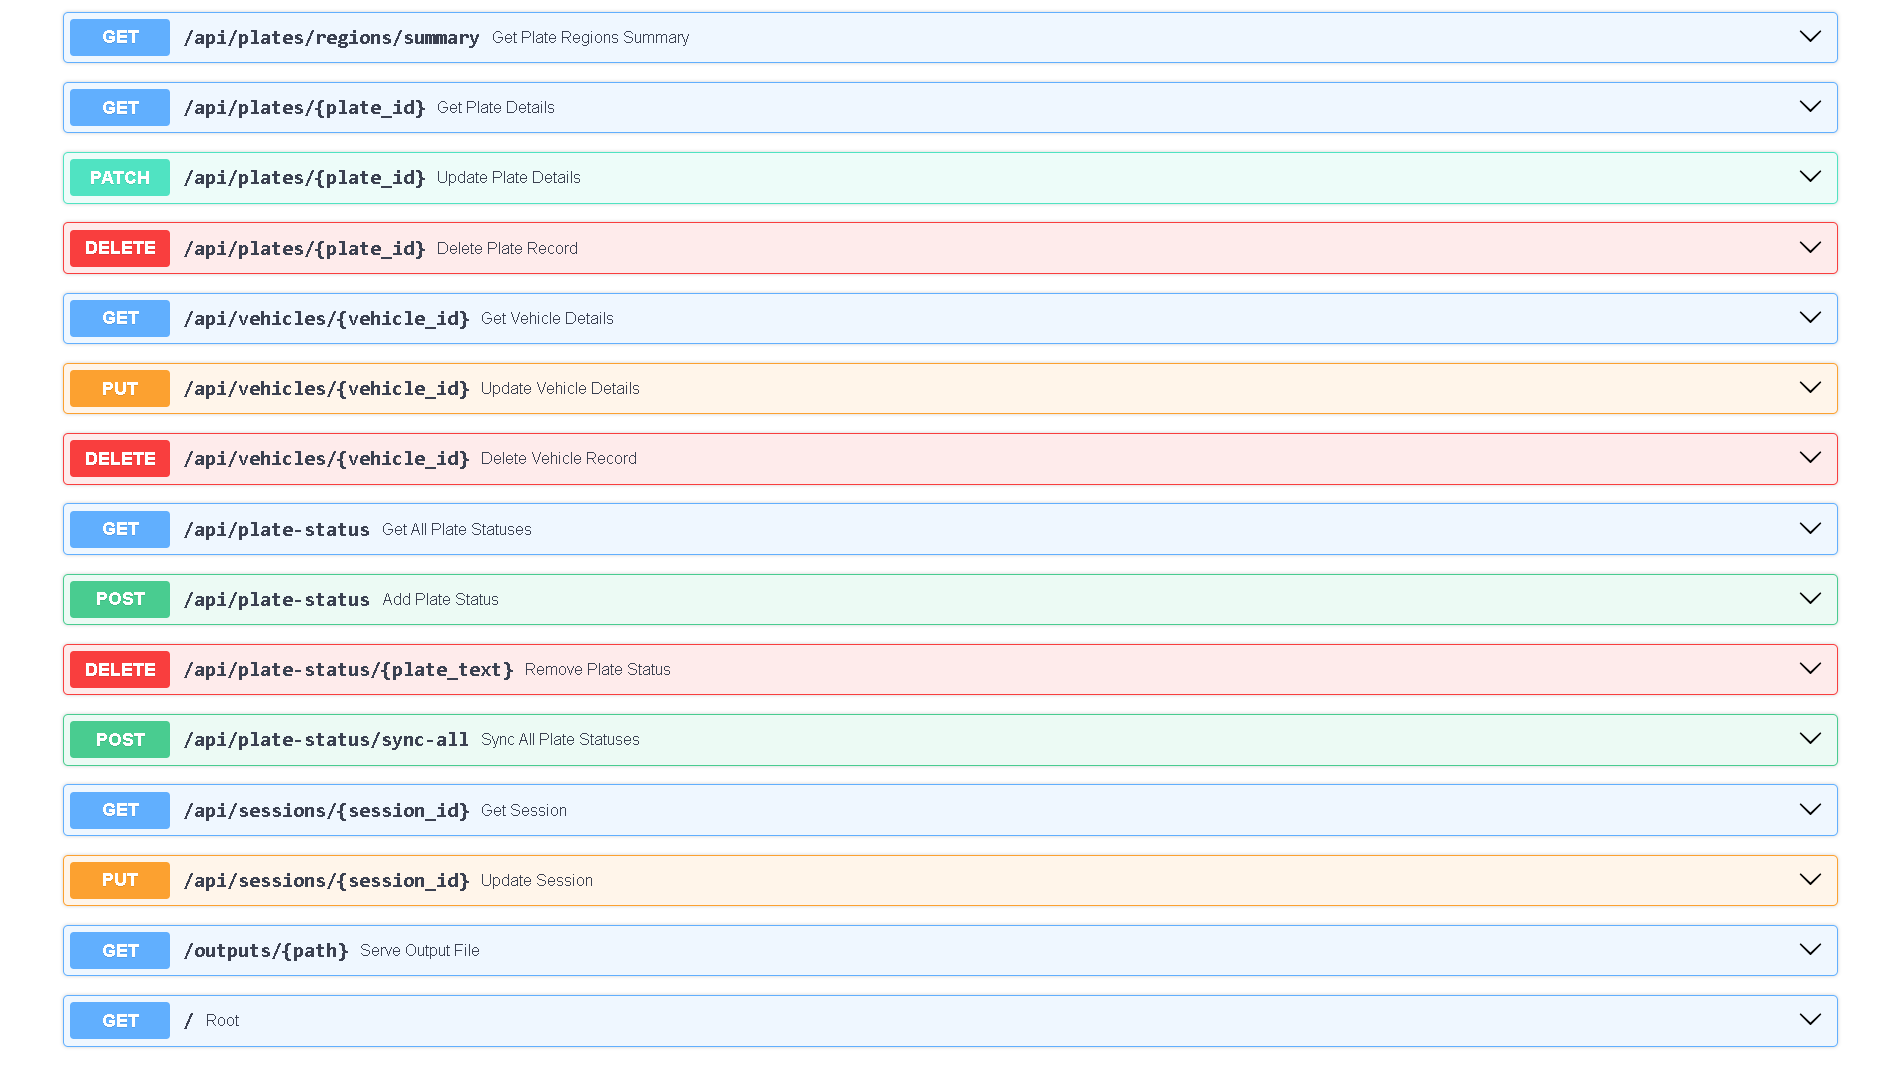 GET /api/plates/regions/summary Get Plate Regions Summary
GET /api/plates/{plate_id} Get Plate Details
PATCH /api/plates/{plate_id} Update Plate Details
DELETE /api/plates/{plate_id} Delete Plate Record
GET /api/vehicles/{vehicle_id} Get Vehicle Details
PUT /api/vehicles/{vehicle_id} Update Vehicle Details
DELETE /api/vehicles/{vehicle_id} Delete Vehicle Record
GET /api/plate-status Get All Plate Statuses
POST /api/plate-status Add Plate Status
DELETE /api/plate-status/{plate_text} Remove Plate Status
POST /api/plate-status/sync-all Sync All Plate Statuses
GET /api/sessions/{session_id} Get Session
PUT /api/sessions/{session_id} Update Session
GET /outputs/{path} Serve Output File
GET / Root